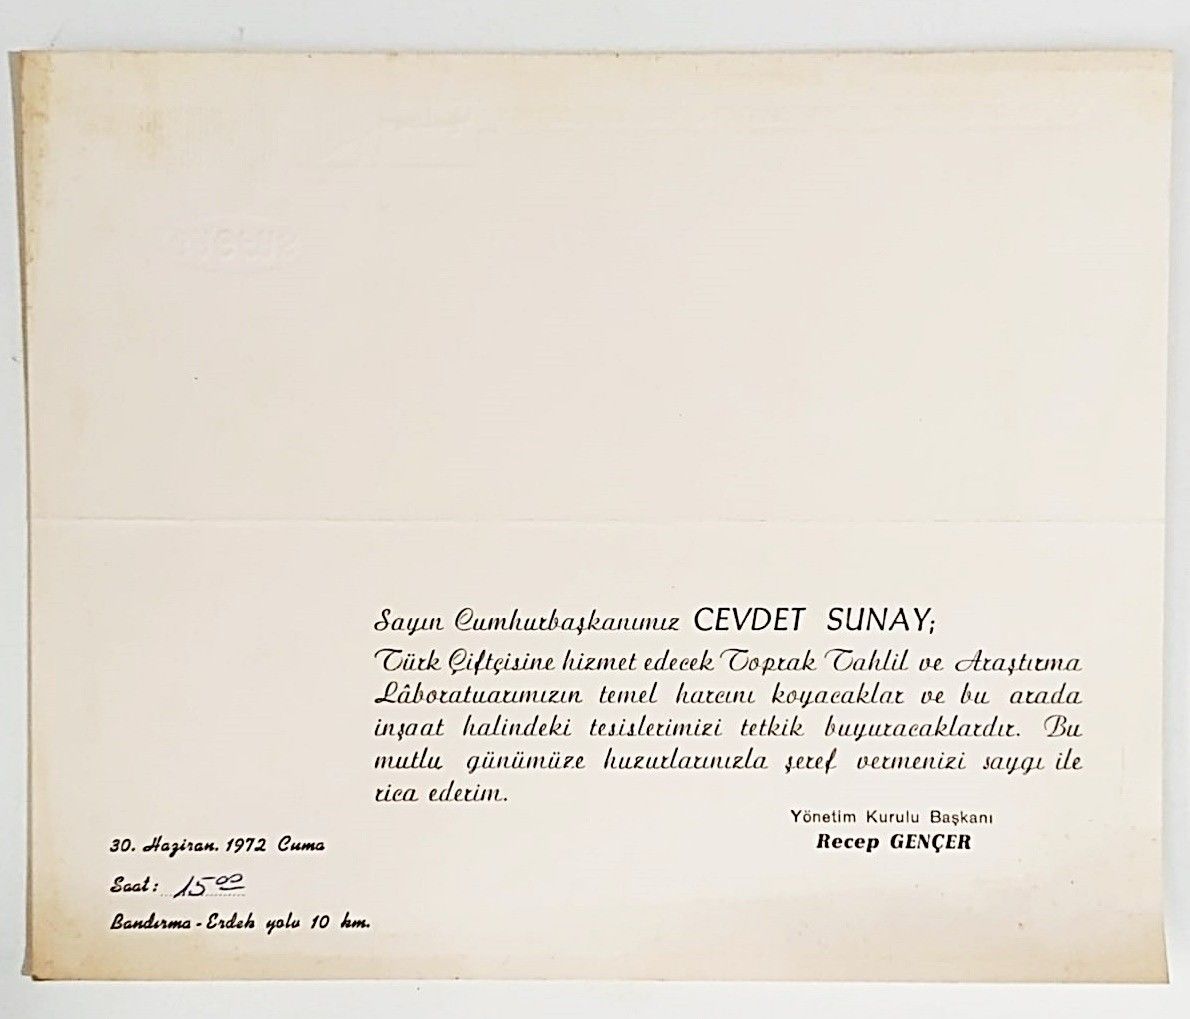 Sayın Cumhurbaşkanımız CEVDET SUNAY;
Türk Çiftçisine hizmet edecek Toprak Tahlil ve Araştırma
Lâboratuarımızın temel harcını koyacaklar ve bu arada
inşaat halindeki tesislerimizi tetkik buyuracaklardır. Bu
mutlu günümüze huzurlarınızla şeref vermenizi saygı ile
rica ederim.
Yönetim Kurulu Başkanı
Recep GENÇER
30. Haziran. 1972 Cuma
Saat: 15⁰⁰
Bandırma - Erdek yolu 10 km.